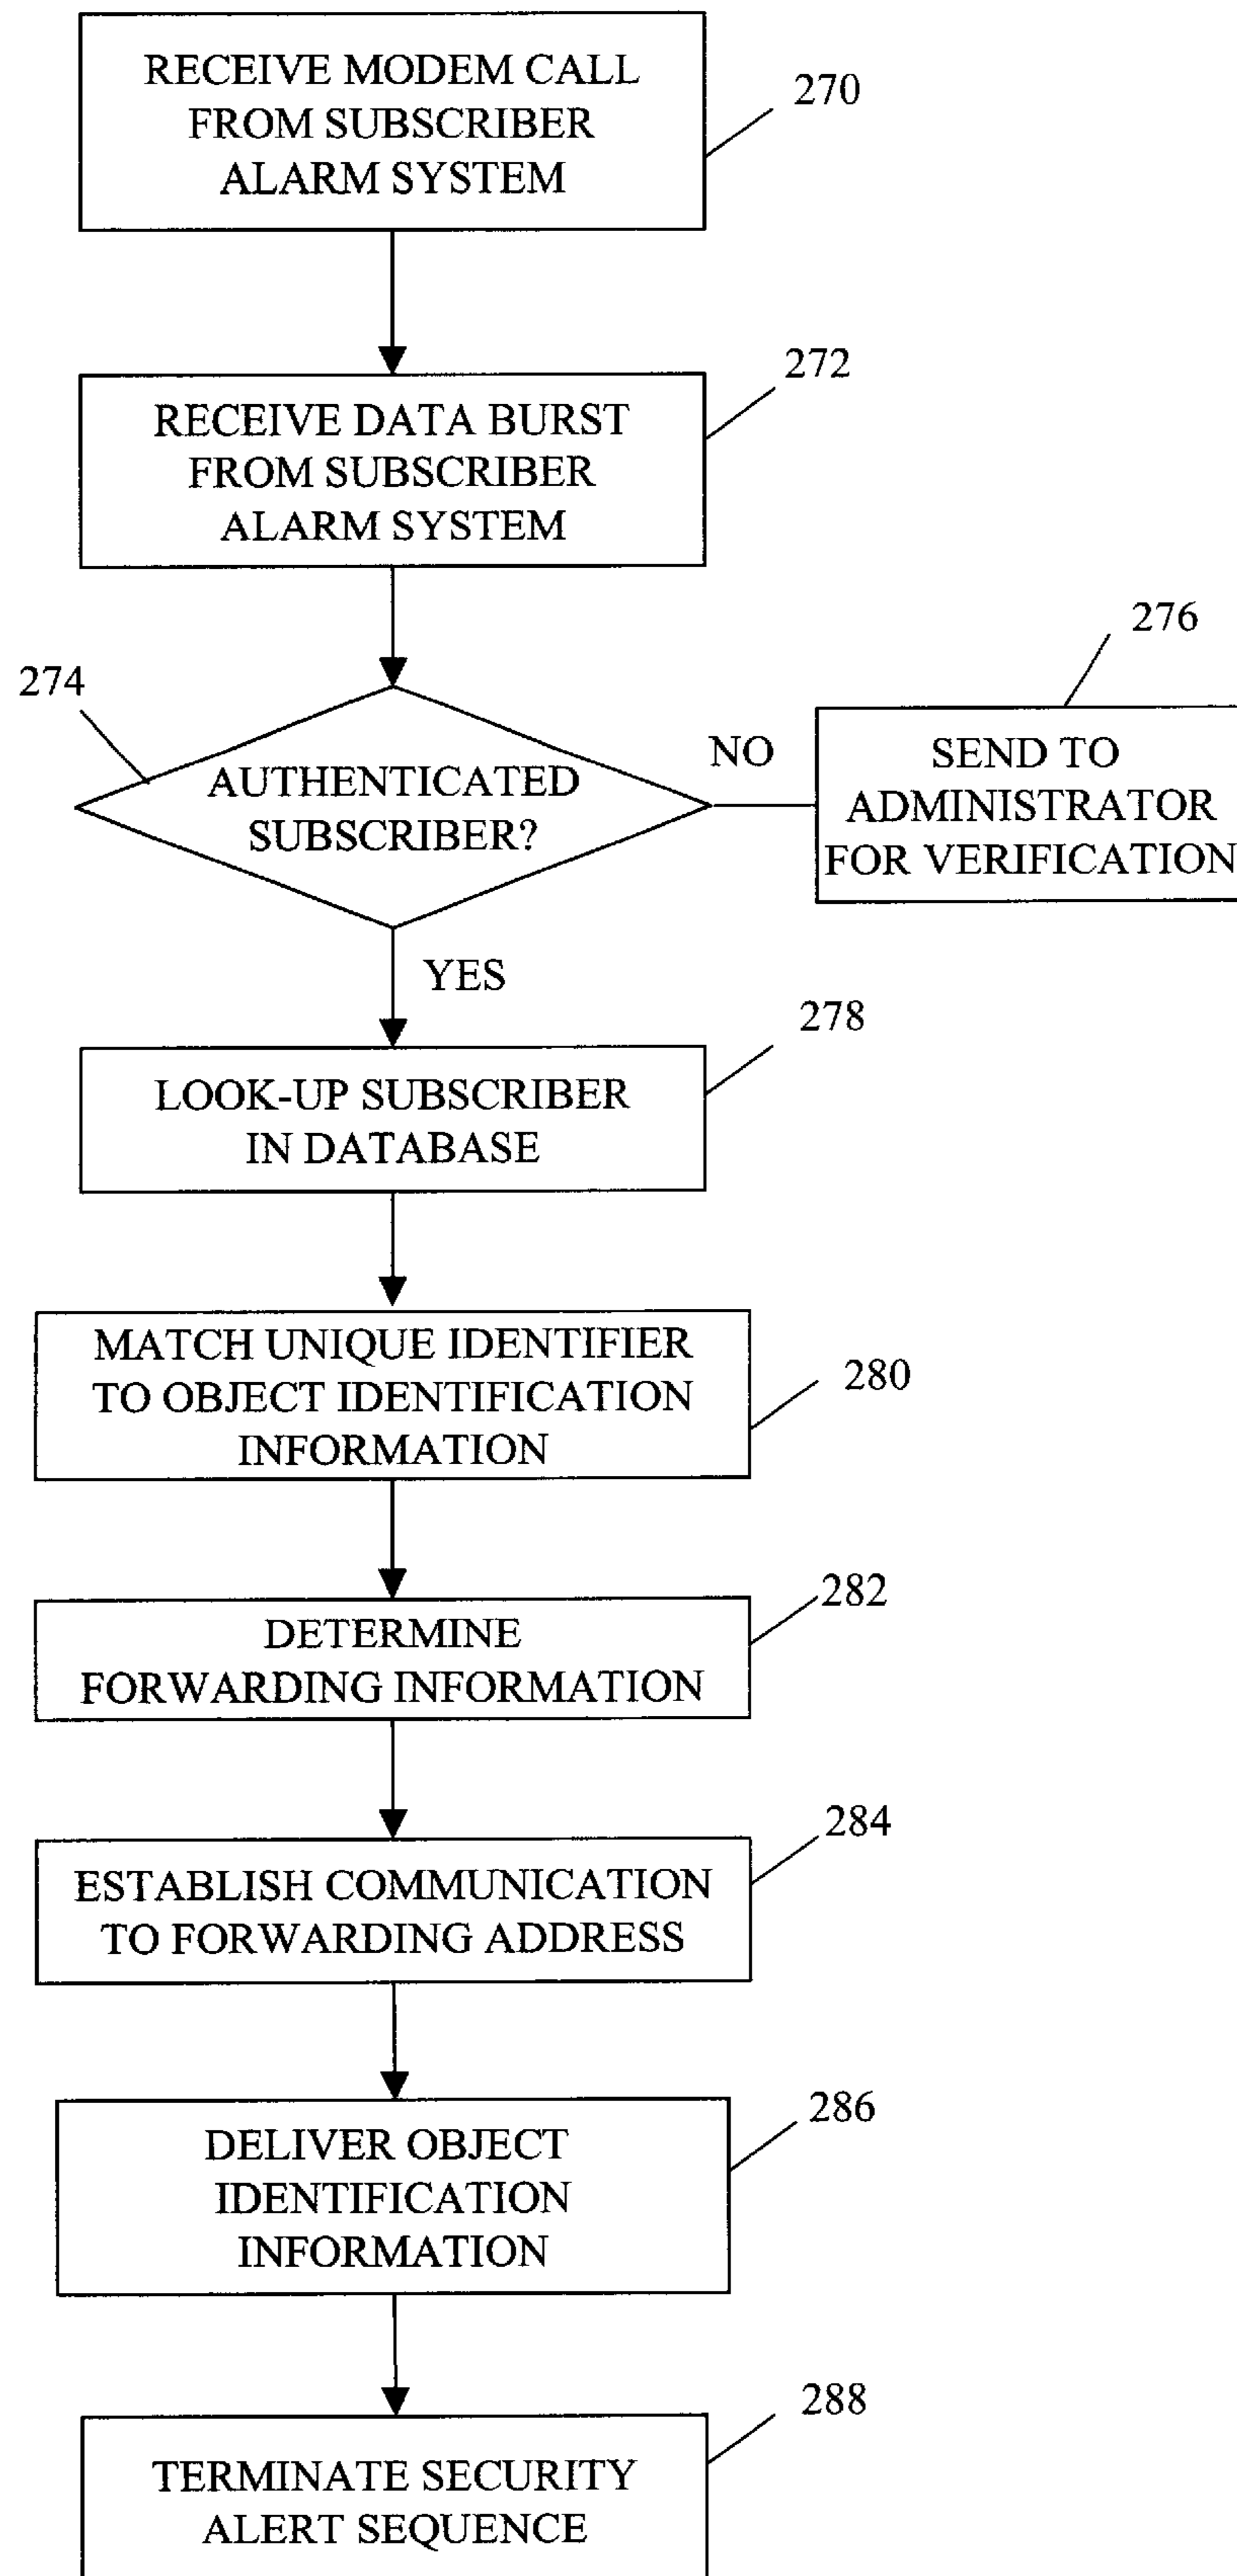 RECEIVE MODEM CALL
FROM SUBSCRIBER
ALARM SYSTEM
270
RECEIVE DATA BURST
FROM SUBSCRIBER
ALARM SYSTEM
272
274
AUTHENTICATED
SUBSCRIBER?
NO
276
SEND TO
ADMINISTRATOR
FOR VERIFICATION
YES
278
LOOK-UP SUBSCRIBER
IN DATABASE
MATCH UNIQUE IDENTIFIER
TO OBJECT IDENTIFICATION
INFORMATION
280
DETERMINE
FORWARDING INFORMATION
282
ESTABLISH COMMUNICATION
TO FORWARDING ADDRESS
284
DELIVER OBJECT
IDENTIFICATION
INFORMATION
286
TERMINATE SECURITY
ALERT SEQUENCE
288